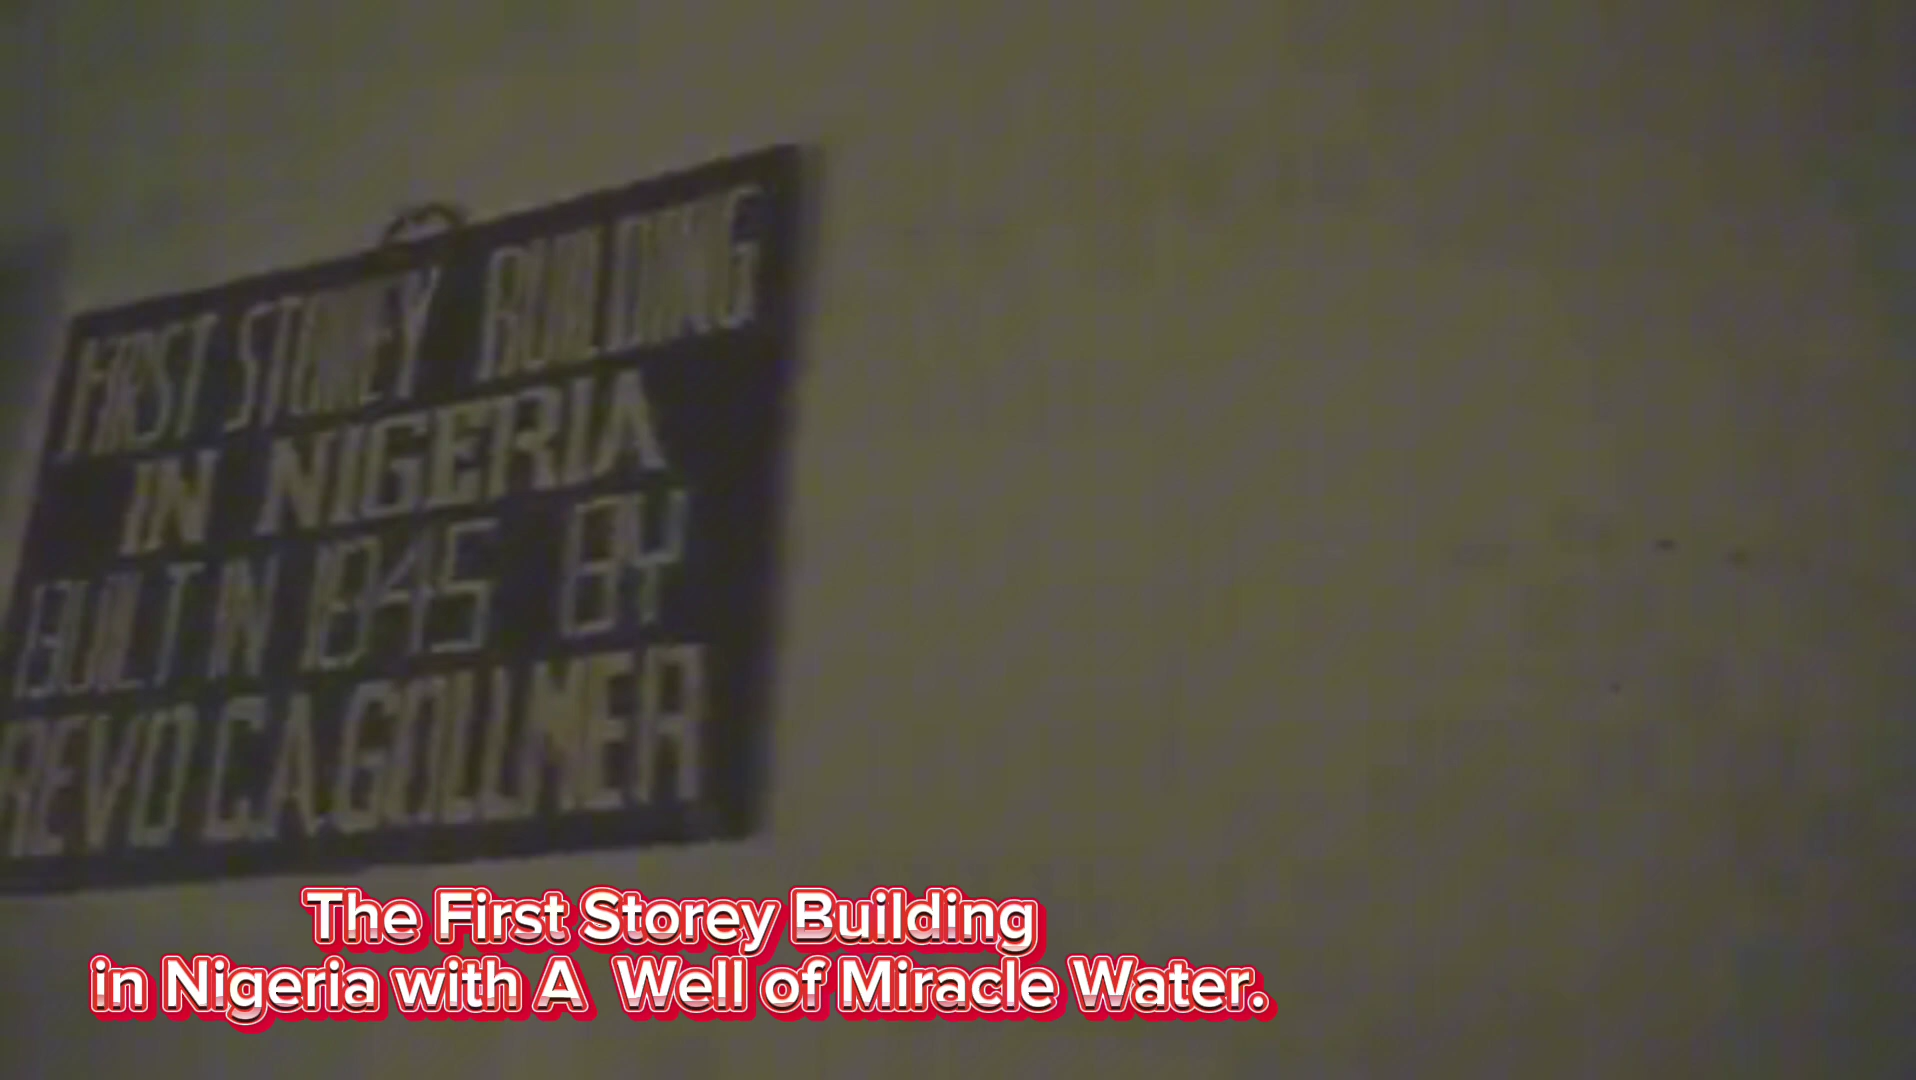 FIRST STOREY BUILDING
IN NIGERIA
BUILT IN 1845 BY
REVD C.A GOLLMER
The First Storey Building
in Nigeria with A Well of Miracle Water.